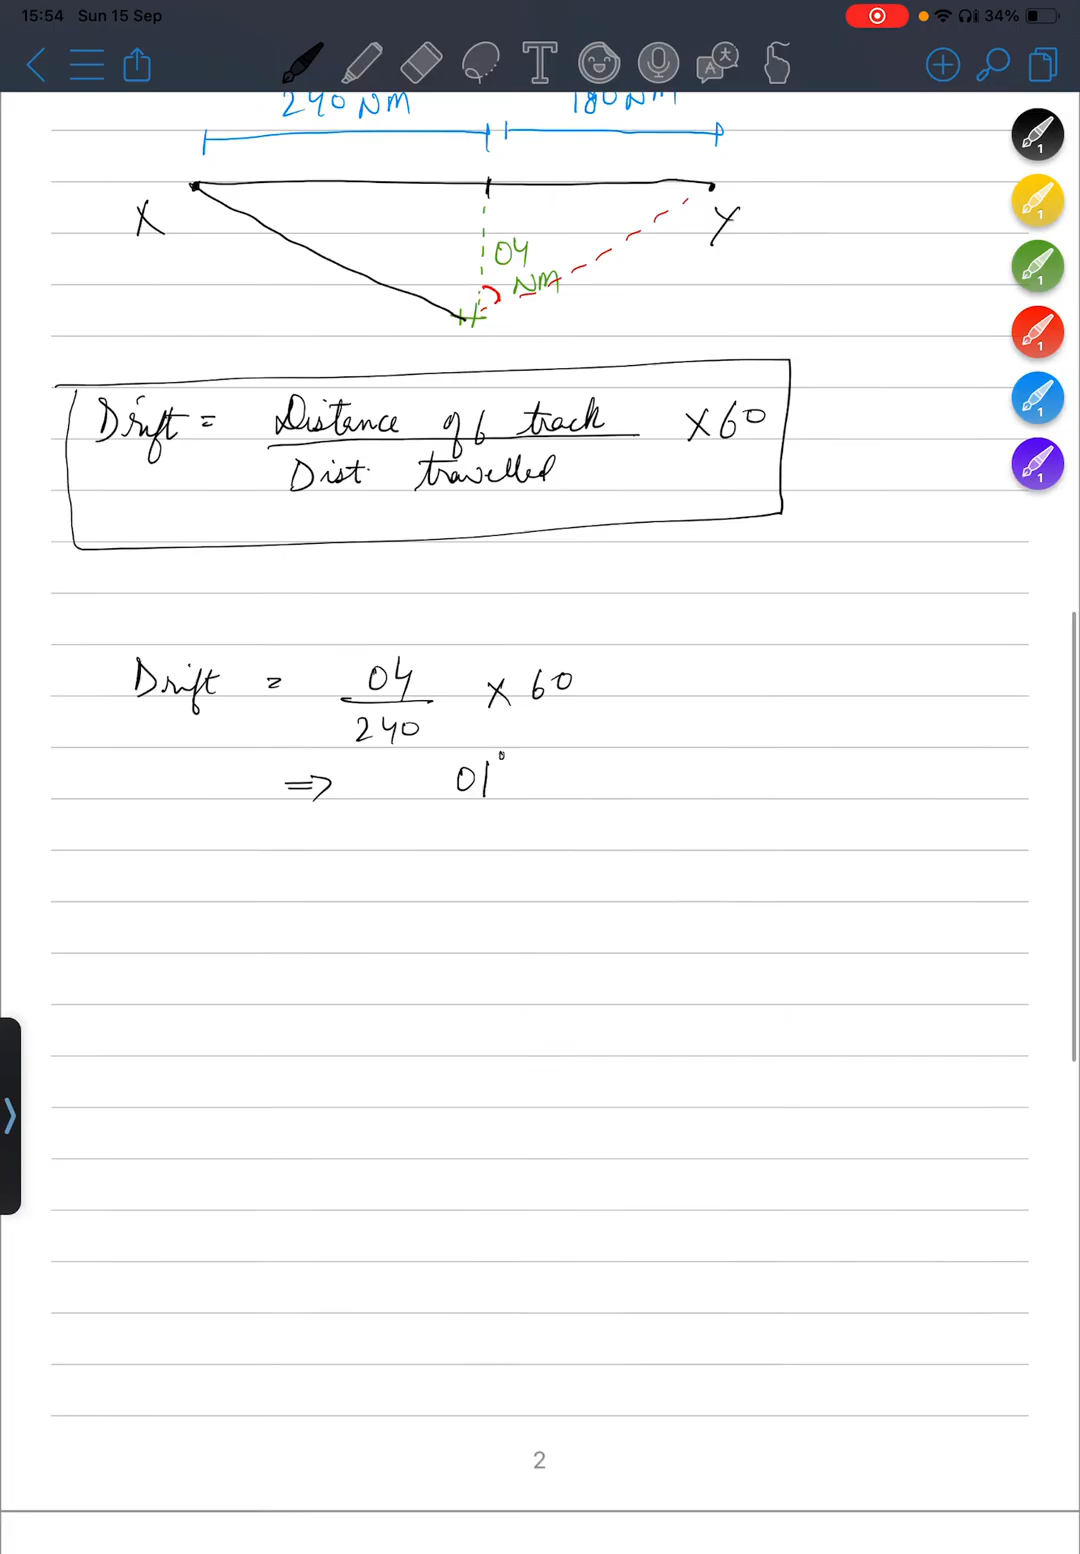 15:54 Sun 15 Sep 34%
240 NM 180 NM
X Y
04
NM
Drift = Distance off track × 60
Dist. travelled
Drift = 04 × 60
240
⇒ 01°
2